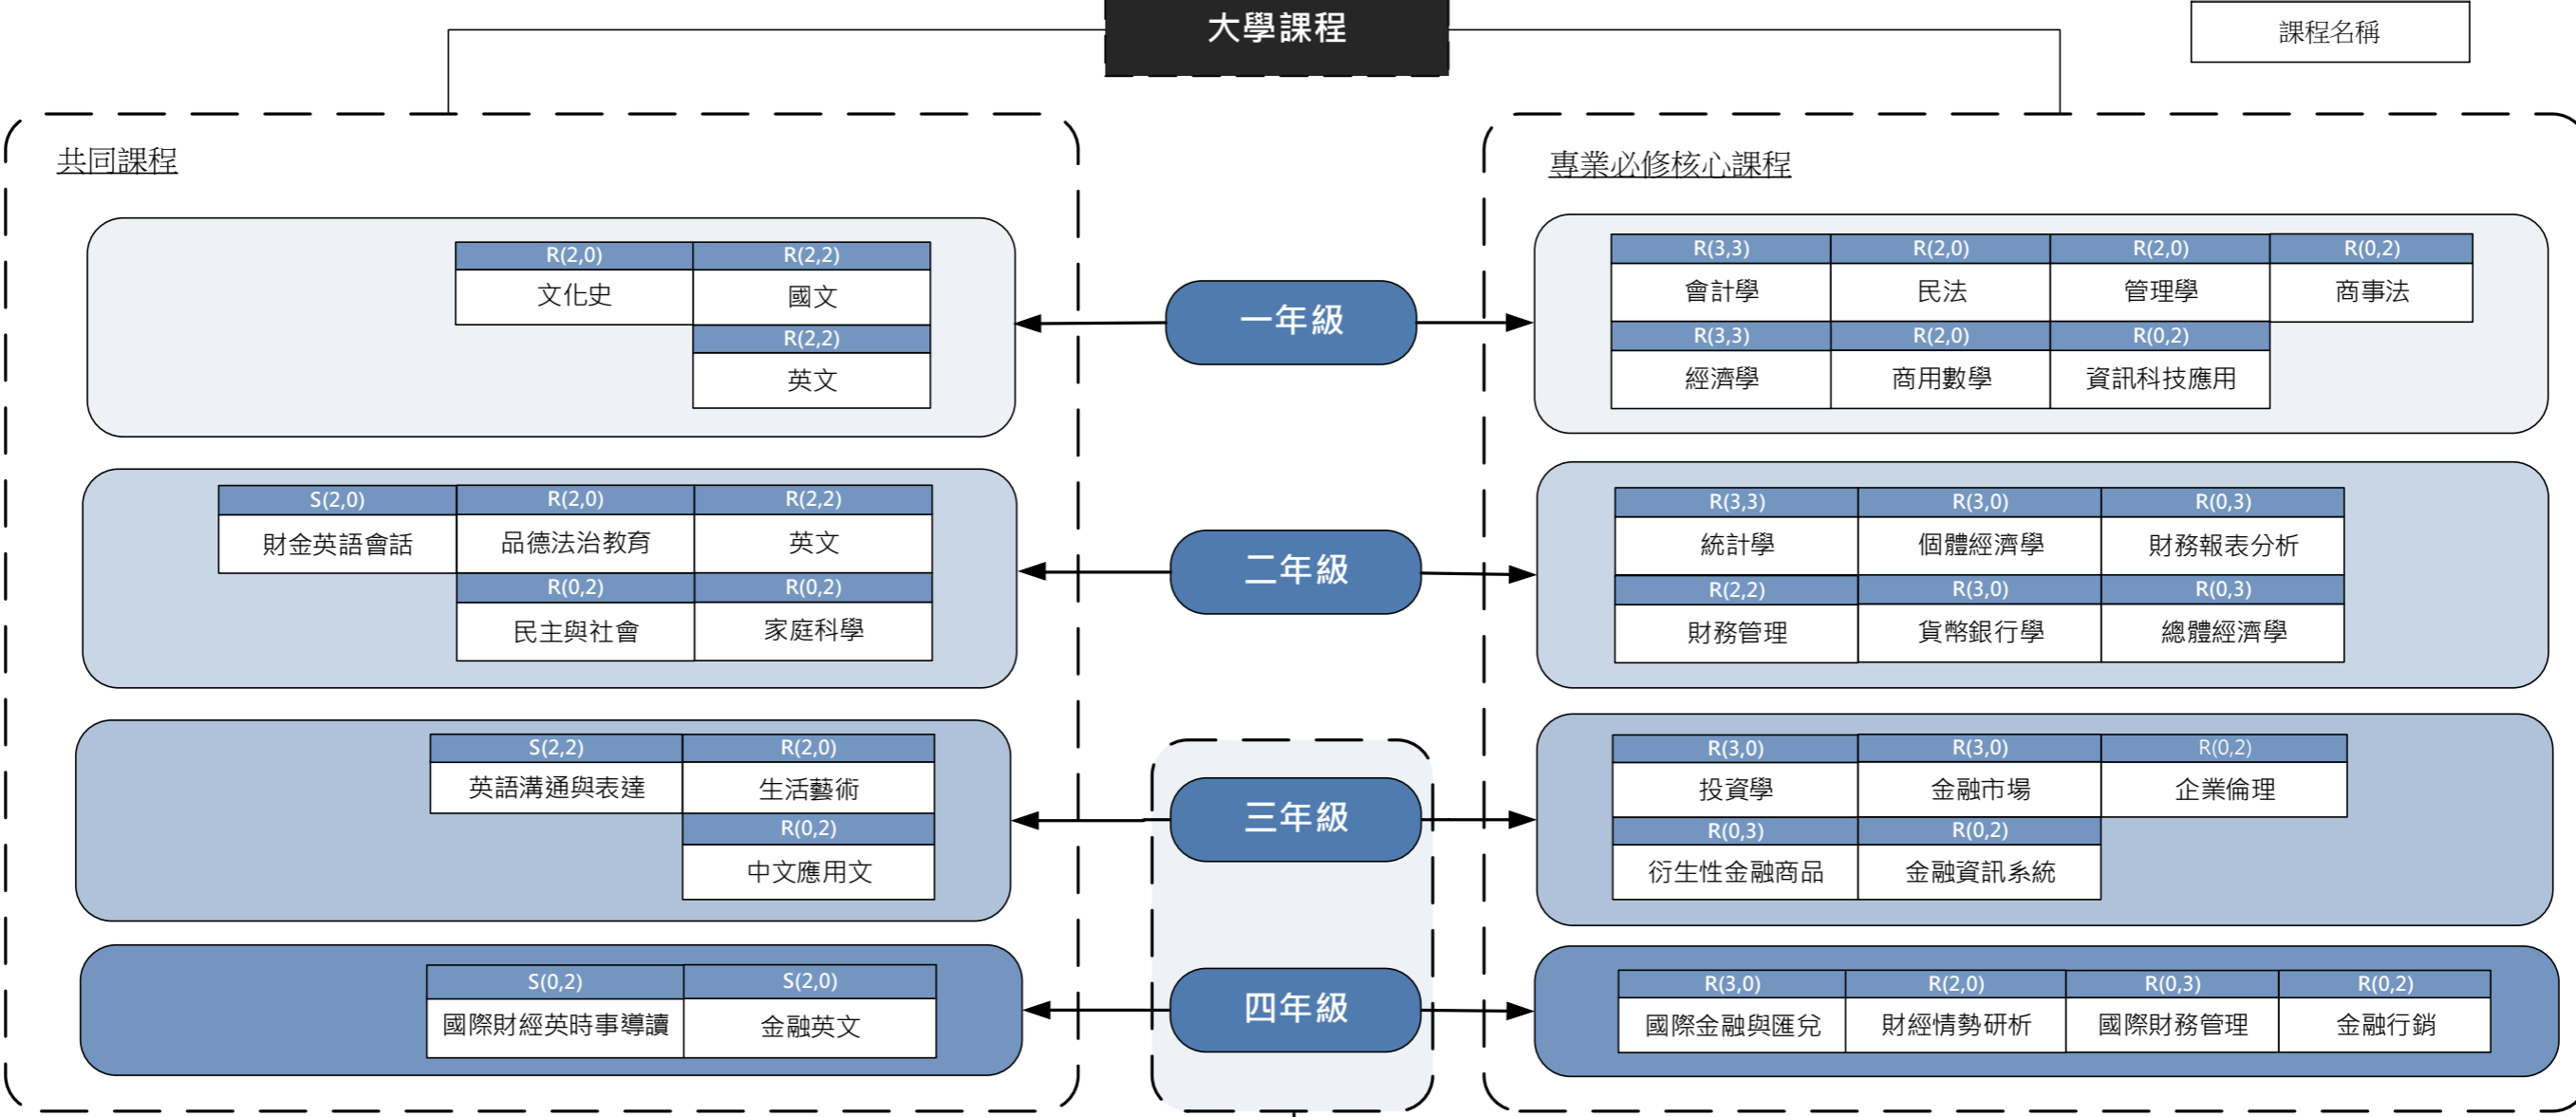 大學課程
課程名稱
共同課程
R(2,0) R(2,2)
文化史 國文
R(2,2)
英文
S(2,0) R(2,0) R(2,2)
財金英語會話 品德法治教育 英文
R(0,2) R(0,2)
民主與社會 家庭科學
S(2,2) R(2,0)
英語溝通與表達 生活藝術
R(0,2)
中文應用文
S(0,2) S(2,0)
國際財經英時事導讀 金融英文
一年級
二年級
三年級
四年級
專業必修核心課程
R(3,3) R(2,0) R(2,0) R(0,2)
會計學 民法 管理學 商事法
R(3,3) R(2,0) R(0,2)
經濟學 商用數學 資訊科技應用
R(3,3) R(3,0) R(0,3)
統計學 個體經濟學 財務報表分析
R(2,2) R(3,0) R(0,3)
財務管理 貨幣銀行學 總體經濟學
R(3,0) R(3,0) R(0,2)
投資學 金融市場 企業倫理
R(0,3) R(0,2)
衍生性金融商品 金融資訊系統
R(3,0) R(2,0) R(0,3) R(0,2)
國際金融與匯兌 財經情勢研析 國際財務管理 金融行銷